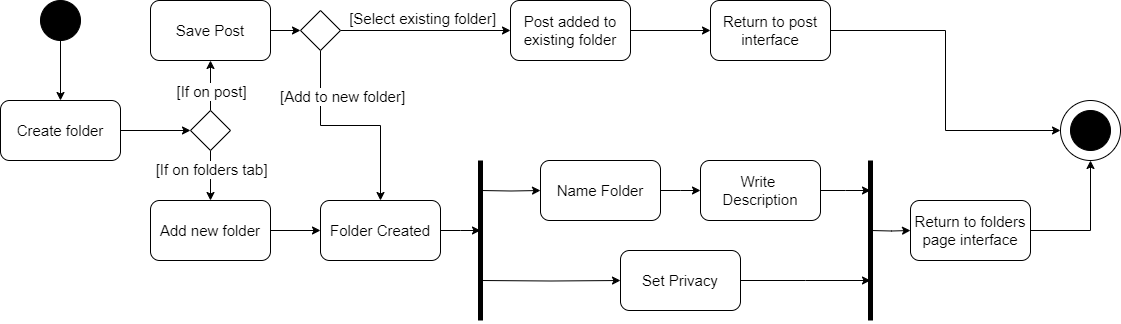 Save Post
[Select existing folder]
Post added to
existing folder
Return to post
interface
[If on post]
[Add to new folder]
Create folder
[If on folders tab]
Add new folder
Folder Created
Name Folder
Write
Description
Set Privacy
Return to folders
page interface